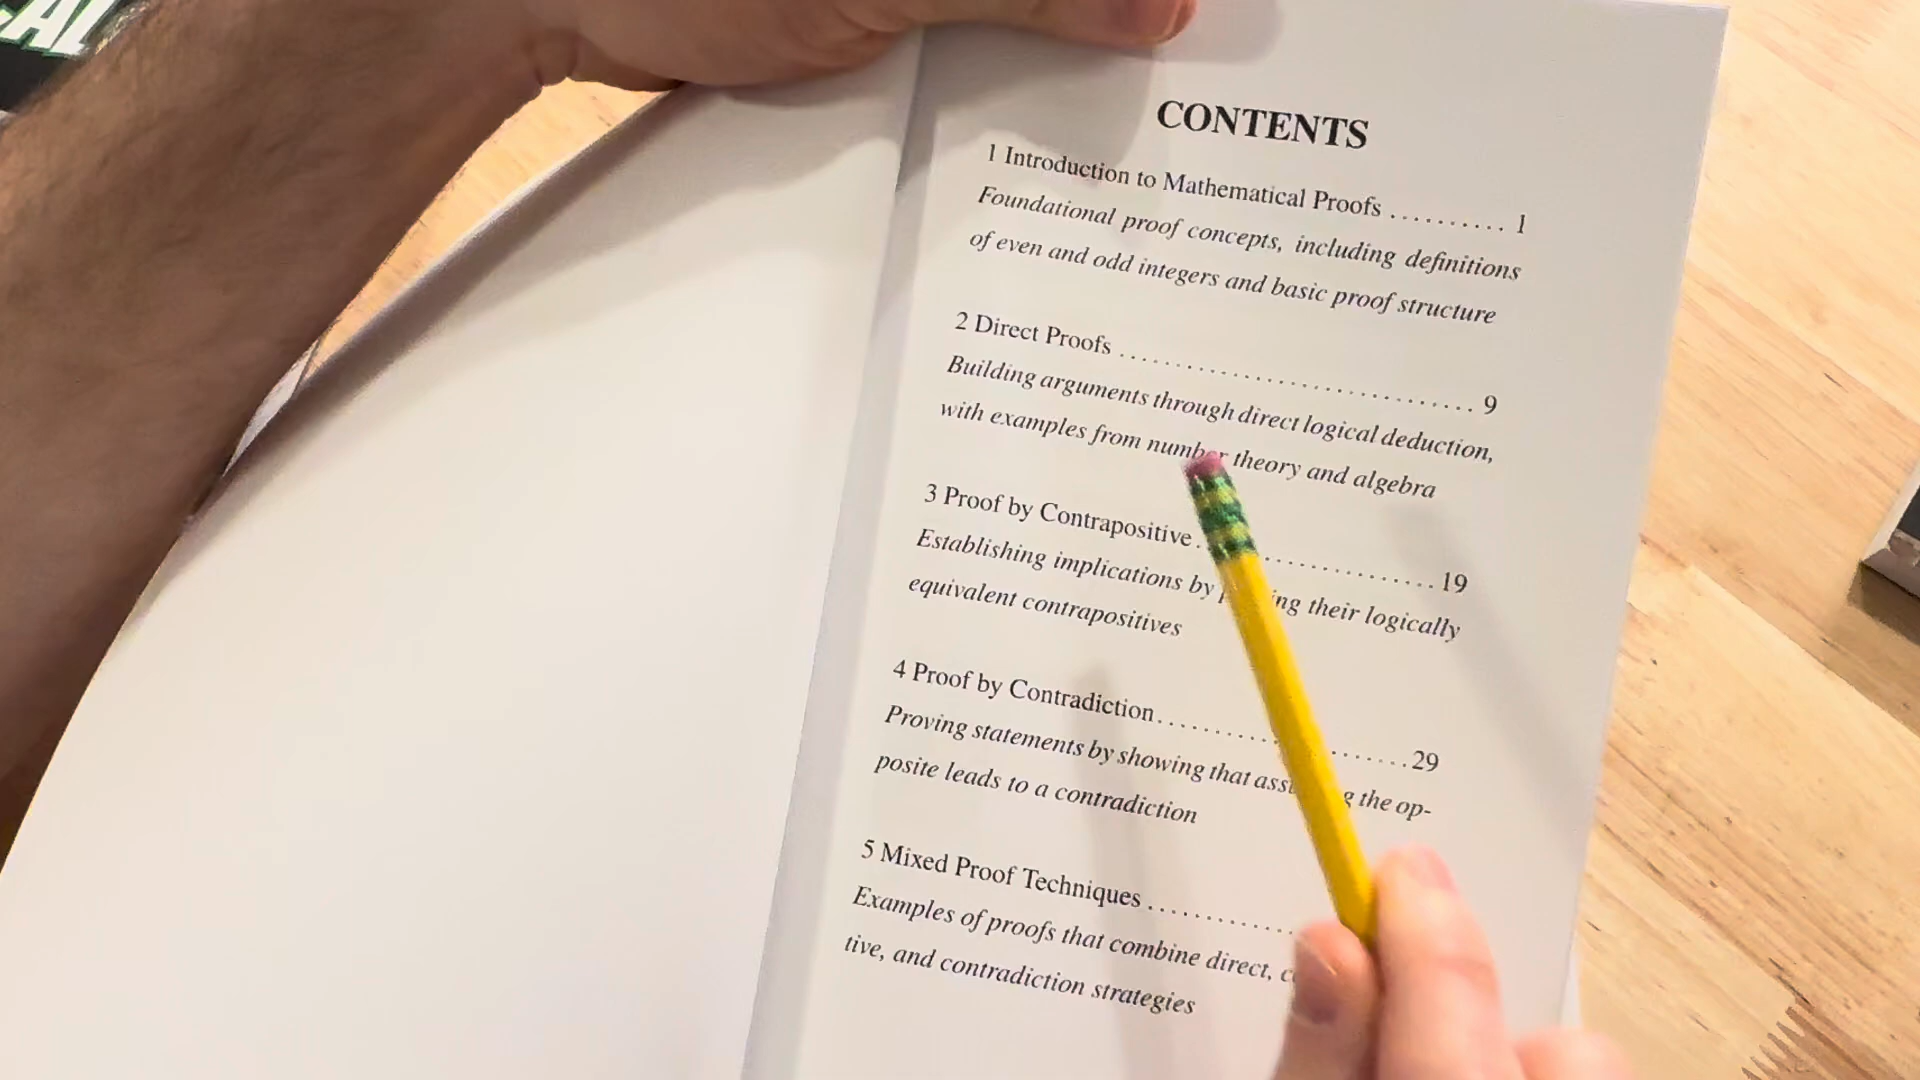 CONTENTS
1 Introduction to Mathematical Proofs .......... 1
Foundational proof concepts, including definitions
of even and odd integers and basic proof structure
2 Direct Proofs .............................. 9
Building arguments through direct logical deduction,
with examples from number theory and algebra
3 Proof by Contrapositive ................... 19
Establishing implications by their logically
equivalent contrapositives
4 Proof by Contradiction ..................... 29
Proving statements by showing that the op-
posite leads to a contradiction
5 Mixed Proof Techniques ..............
Examples of proofs that combine direct,
tive, and contradiction strategies